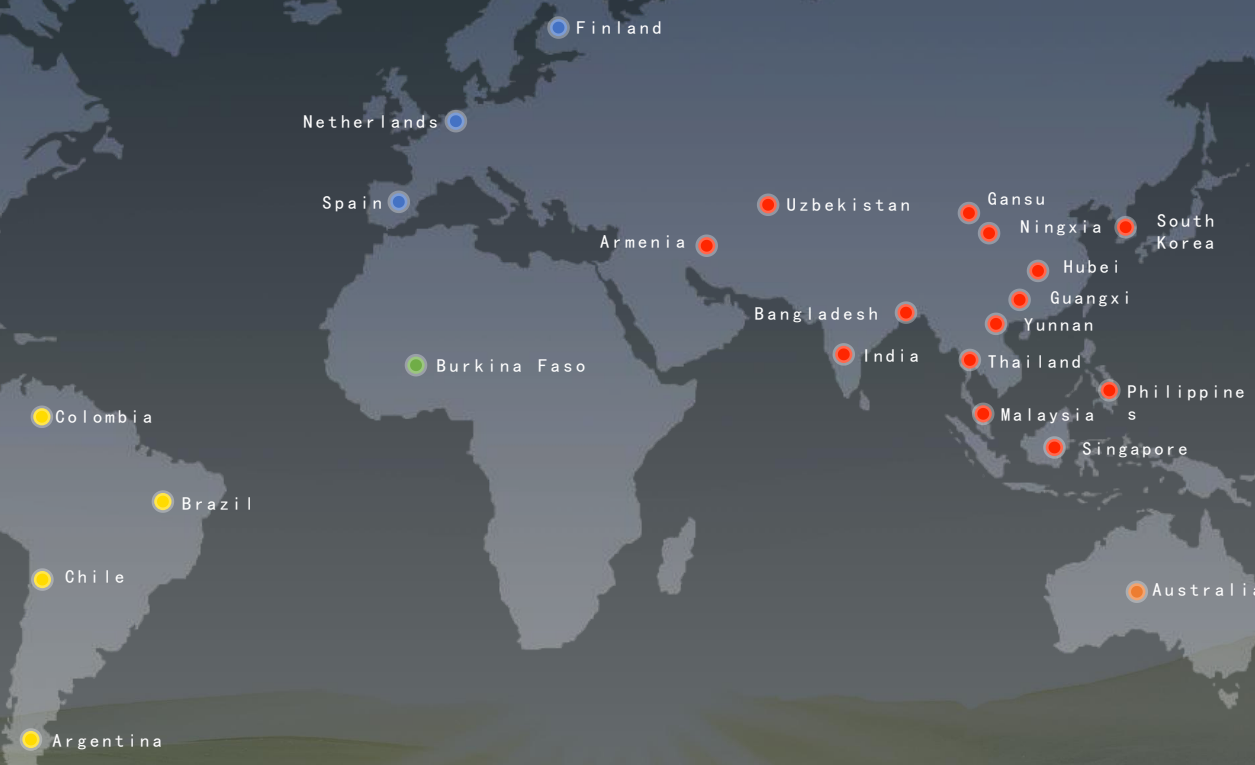 Finland
Netherlands
Spain
Uzbekistan
Gansu
Armenia
Ningxia
South
Korea
Hubei
Guangxi
Bangladesh
Yunnan
India
Thailand
Burkina Faso
Philippine
s
Colombia
Malaysia
Singapore
Brazil
Chile
Australia
Argentina